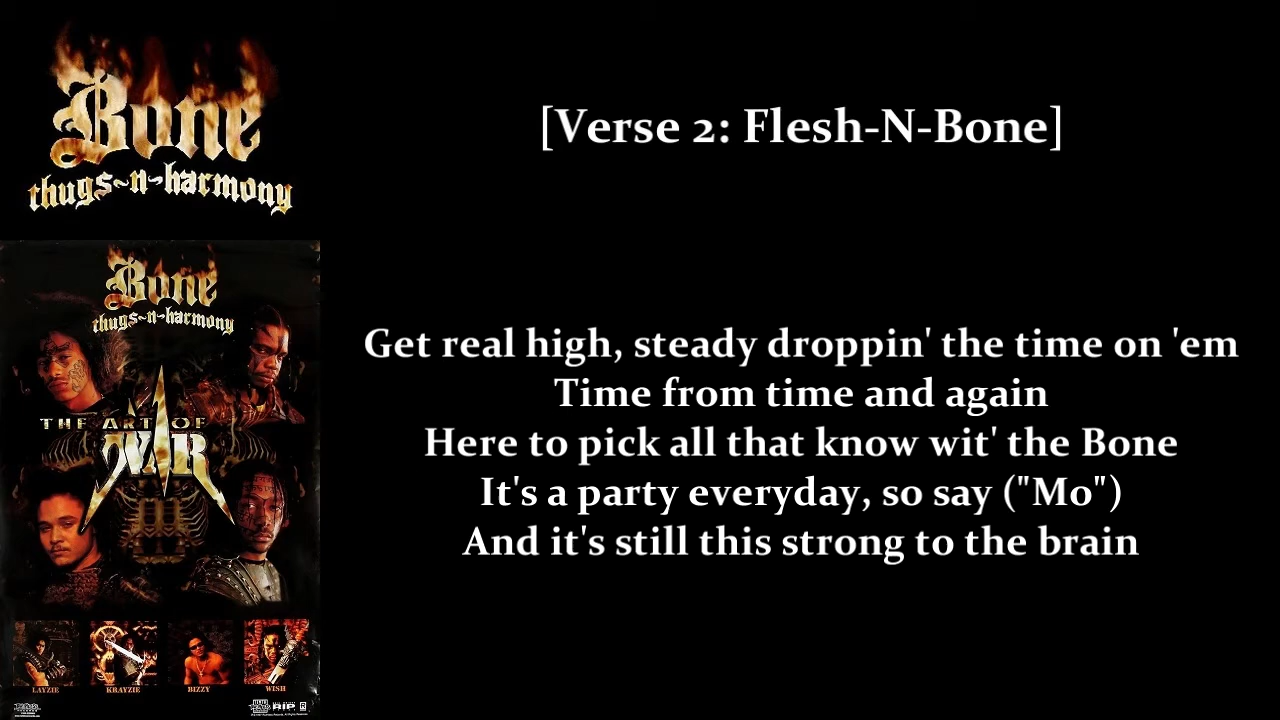 Bone
thugs~n~harmony
[Verse 2: Flesh-N-Bone]
Bone
thugs~n~harmony
THE ART OF
WAR
LAYZIE
KRAYZIE
BIZZY
WISH
RIP
Get real high, steady droppin' the time on 'em
Time from time and again
Here to pick all that know wit' the Bone
It's a party everyday, so say ("Mo")
And it's still this strong to the brain